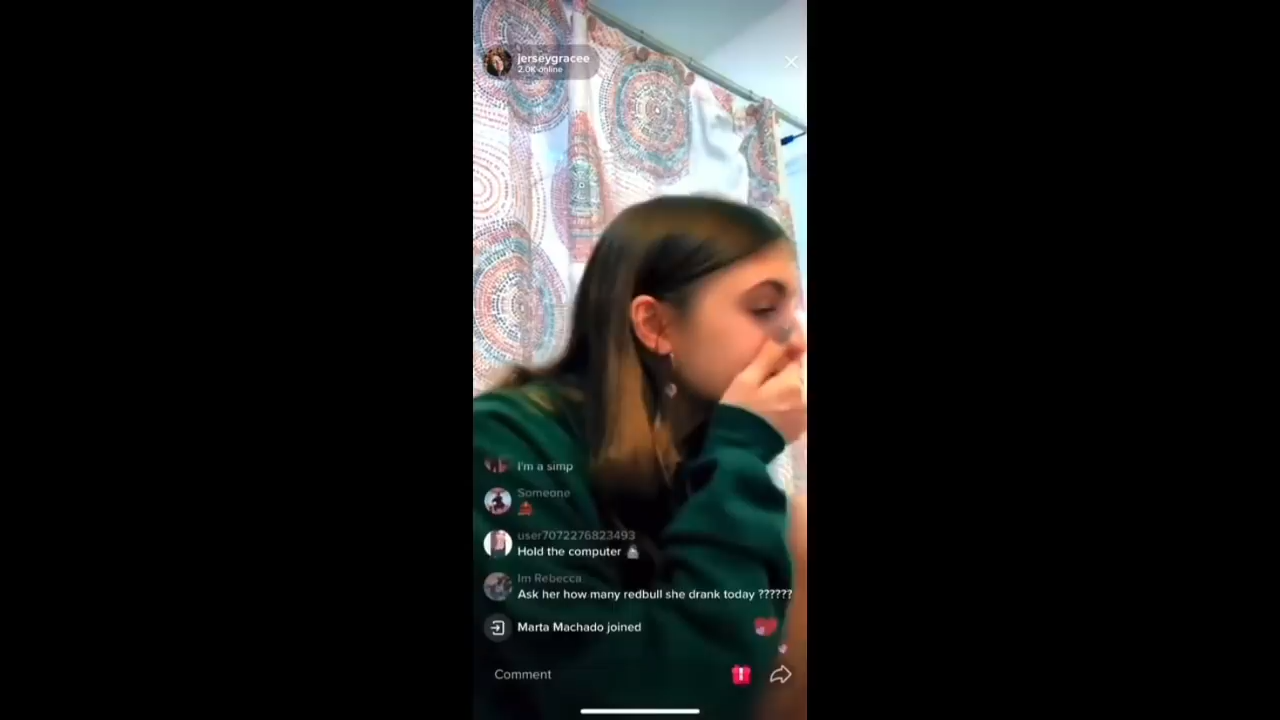 jerseygracee
2.0K online
I'm a simp
Someone
user7072276823493
Hold the computer
Im Rebecca
Ask her how many redbull she drank today ??????
Marta Machado joined
Comment